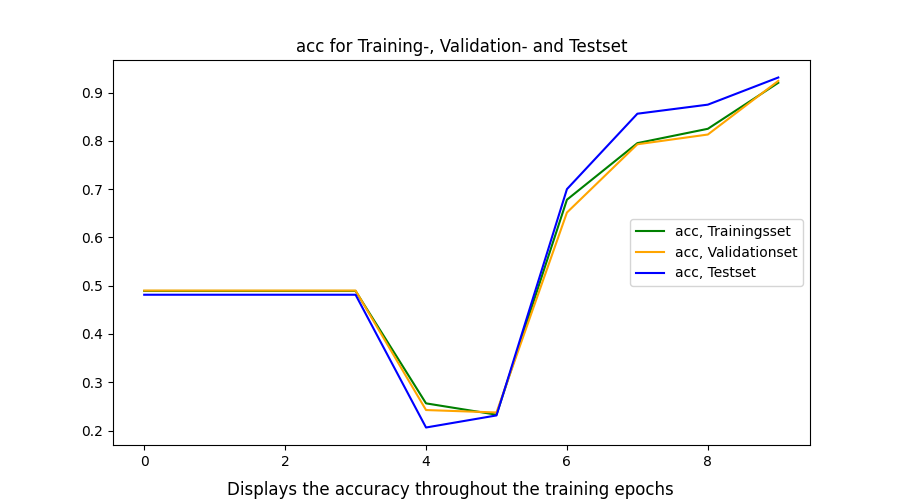 acc for Training-, Validation- and Testset
0.9
0.8
0.7
0.6
0.5
0.4
0.3
0.2
acc, Trainingsset
acc, Validationset
acc, Testset
0 2 4 6 8
Displays the accuracy throughout the training epochs